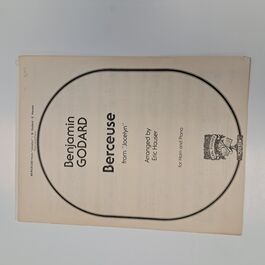 Benjamin
GODARD
Berceuse
from "Jocelyn"
Arranged by
Eric Hauser
for Horn and Piano